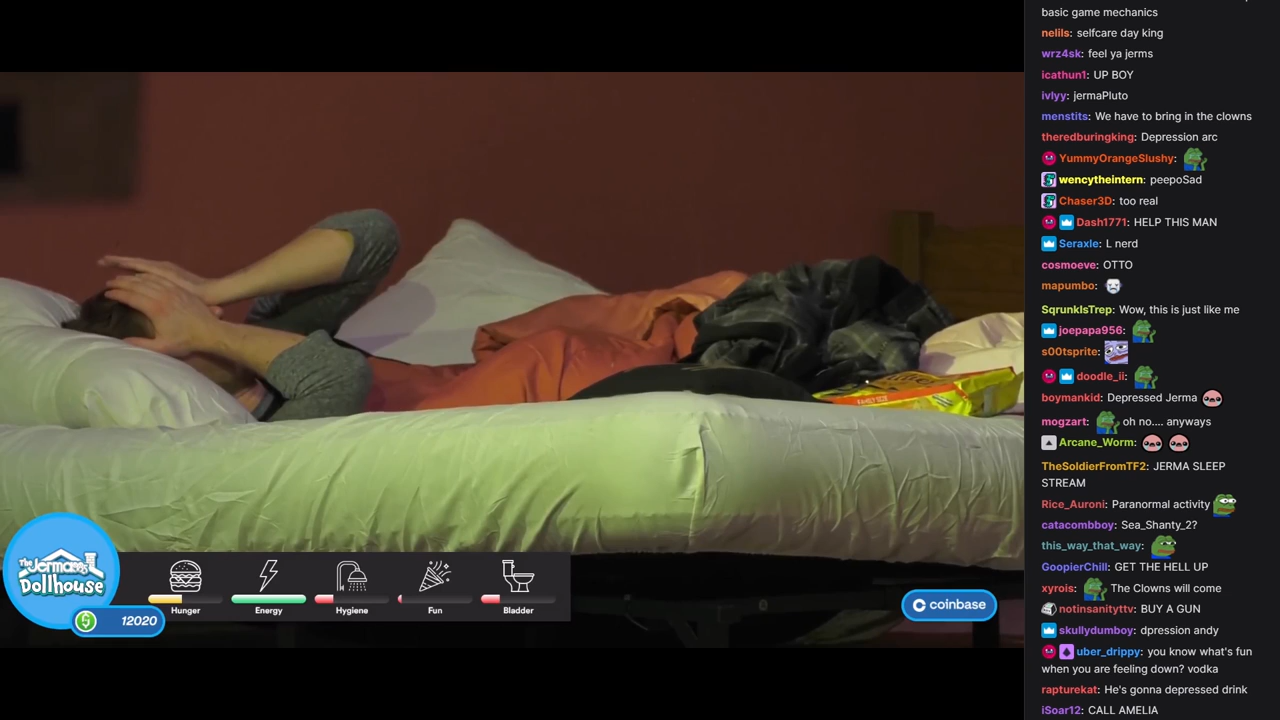 basic game mechanics
nelils: selfcare day king
wrz4sk: feel ya jerms
icathun1: UP BOY
ivlyy: jermaPluto
menstits: We have to bring in the clowns
theredburingking: Depression arc
YummyOrangeSlushy:
wencytheintern: peepoSad
Chaser3D: too real
Dash1771: HELP THIS MAN
Seraxle: L nerd
cosmoeve: OTTO
mapumbo:
SqrunkIsTrep: Wow, this is just like me
joepapa956:
s00tsprite:
doodle_ii:
boymankid: Depressed Jerma
mogzart: oh no.... anyways
Arcane_Worm:
TheSoldierFromTF2: JERMA SLEEP
STREAM
Rice_Auroni: Paranormal activity
catacombboy: Sea_Shanty_2?
this_way_that_way:
GoopierChill: GET THE HELL UP
xyrois: The Clowns will come
notinsanityttv: BUY A GUN
skullydumboy: dpression andy
uber_drippy: you know what's fun
when you are feeling down? vodka
rapturekat: He's gonna depressed drink
iSoar12: CALL AMELIA
FAMILY SIZE
The Jerma985
Dollhouse
12020
Hunger
Energy
Hygiene
Fun
Bladder
coinbase